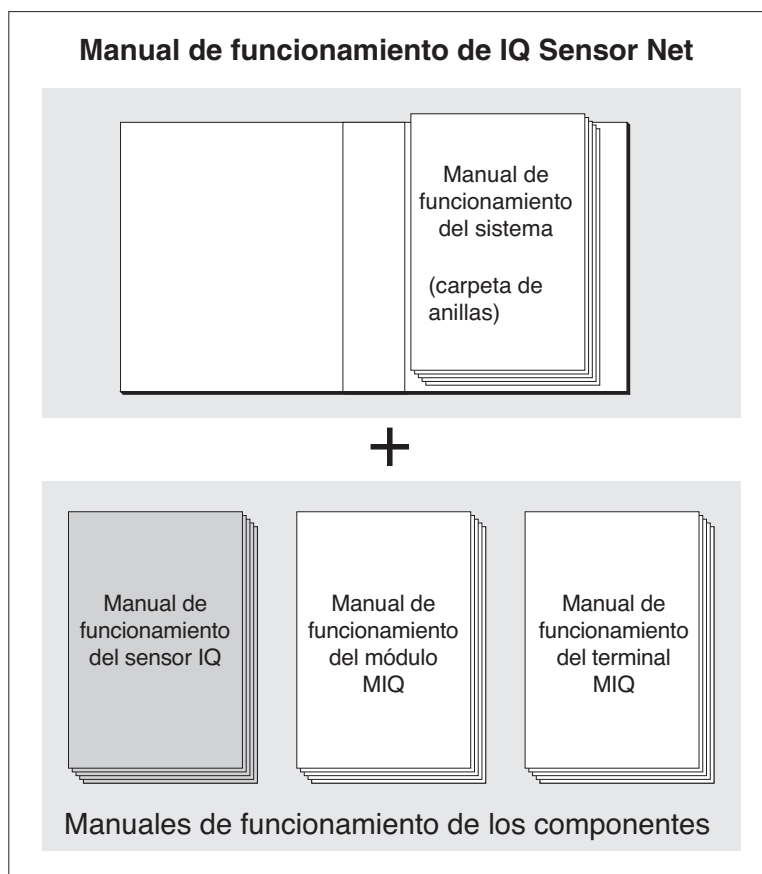 Manual de funcionamiento de IQ Sensor Net
Manual de
funcionamiento
del sistema
(carpeta de
anillas)
+
Manual de
funcionamiento
del sensor IQ
Manual de
funcionamiento
del módulo
MIQ
Manual de
funcionamiento
del terminal
MIQ
Manuales de funcionamiento de los componentes